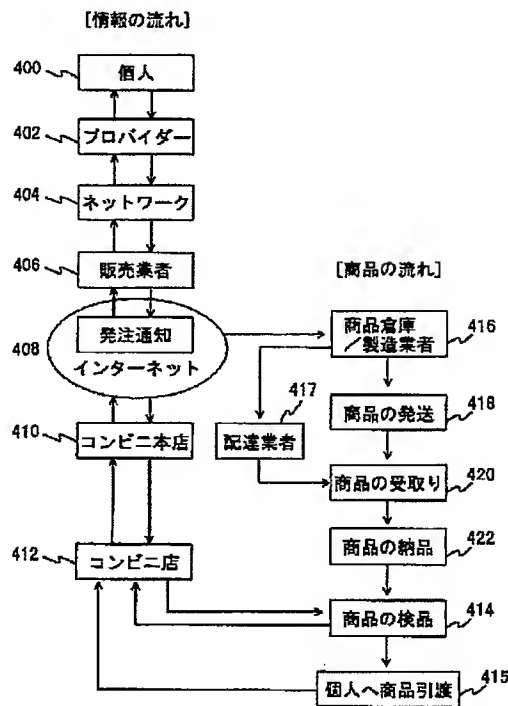 [情報の流れ]
400
個人
402
プロバイダー
404
ネットワーク
406
販売業者
[商品の流れ]
408
発注通知
インターネット
商品倉庫
／製造業者
416
417
410
コンビニ本店
配達業者
商品の発送
418
商品の受取り
420
商品の納品
422
412
コンビニ店
商品の検品
414
個人へ商品引渡
415